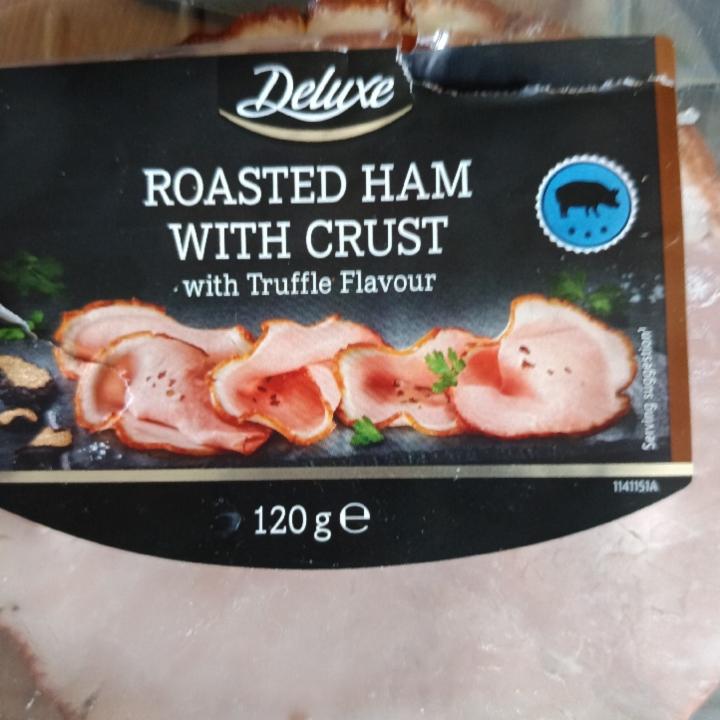 Deluxe
ROASTED HAM
WITH CRUST
with Truffle Flavour
Serving suggestion
1141151A
120 g e